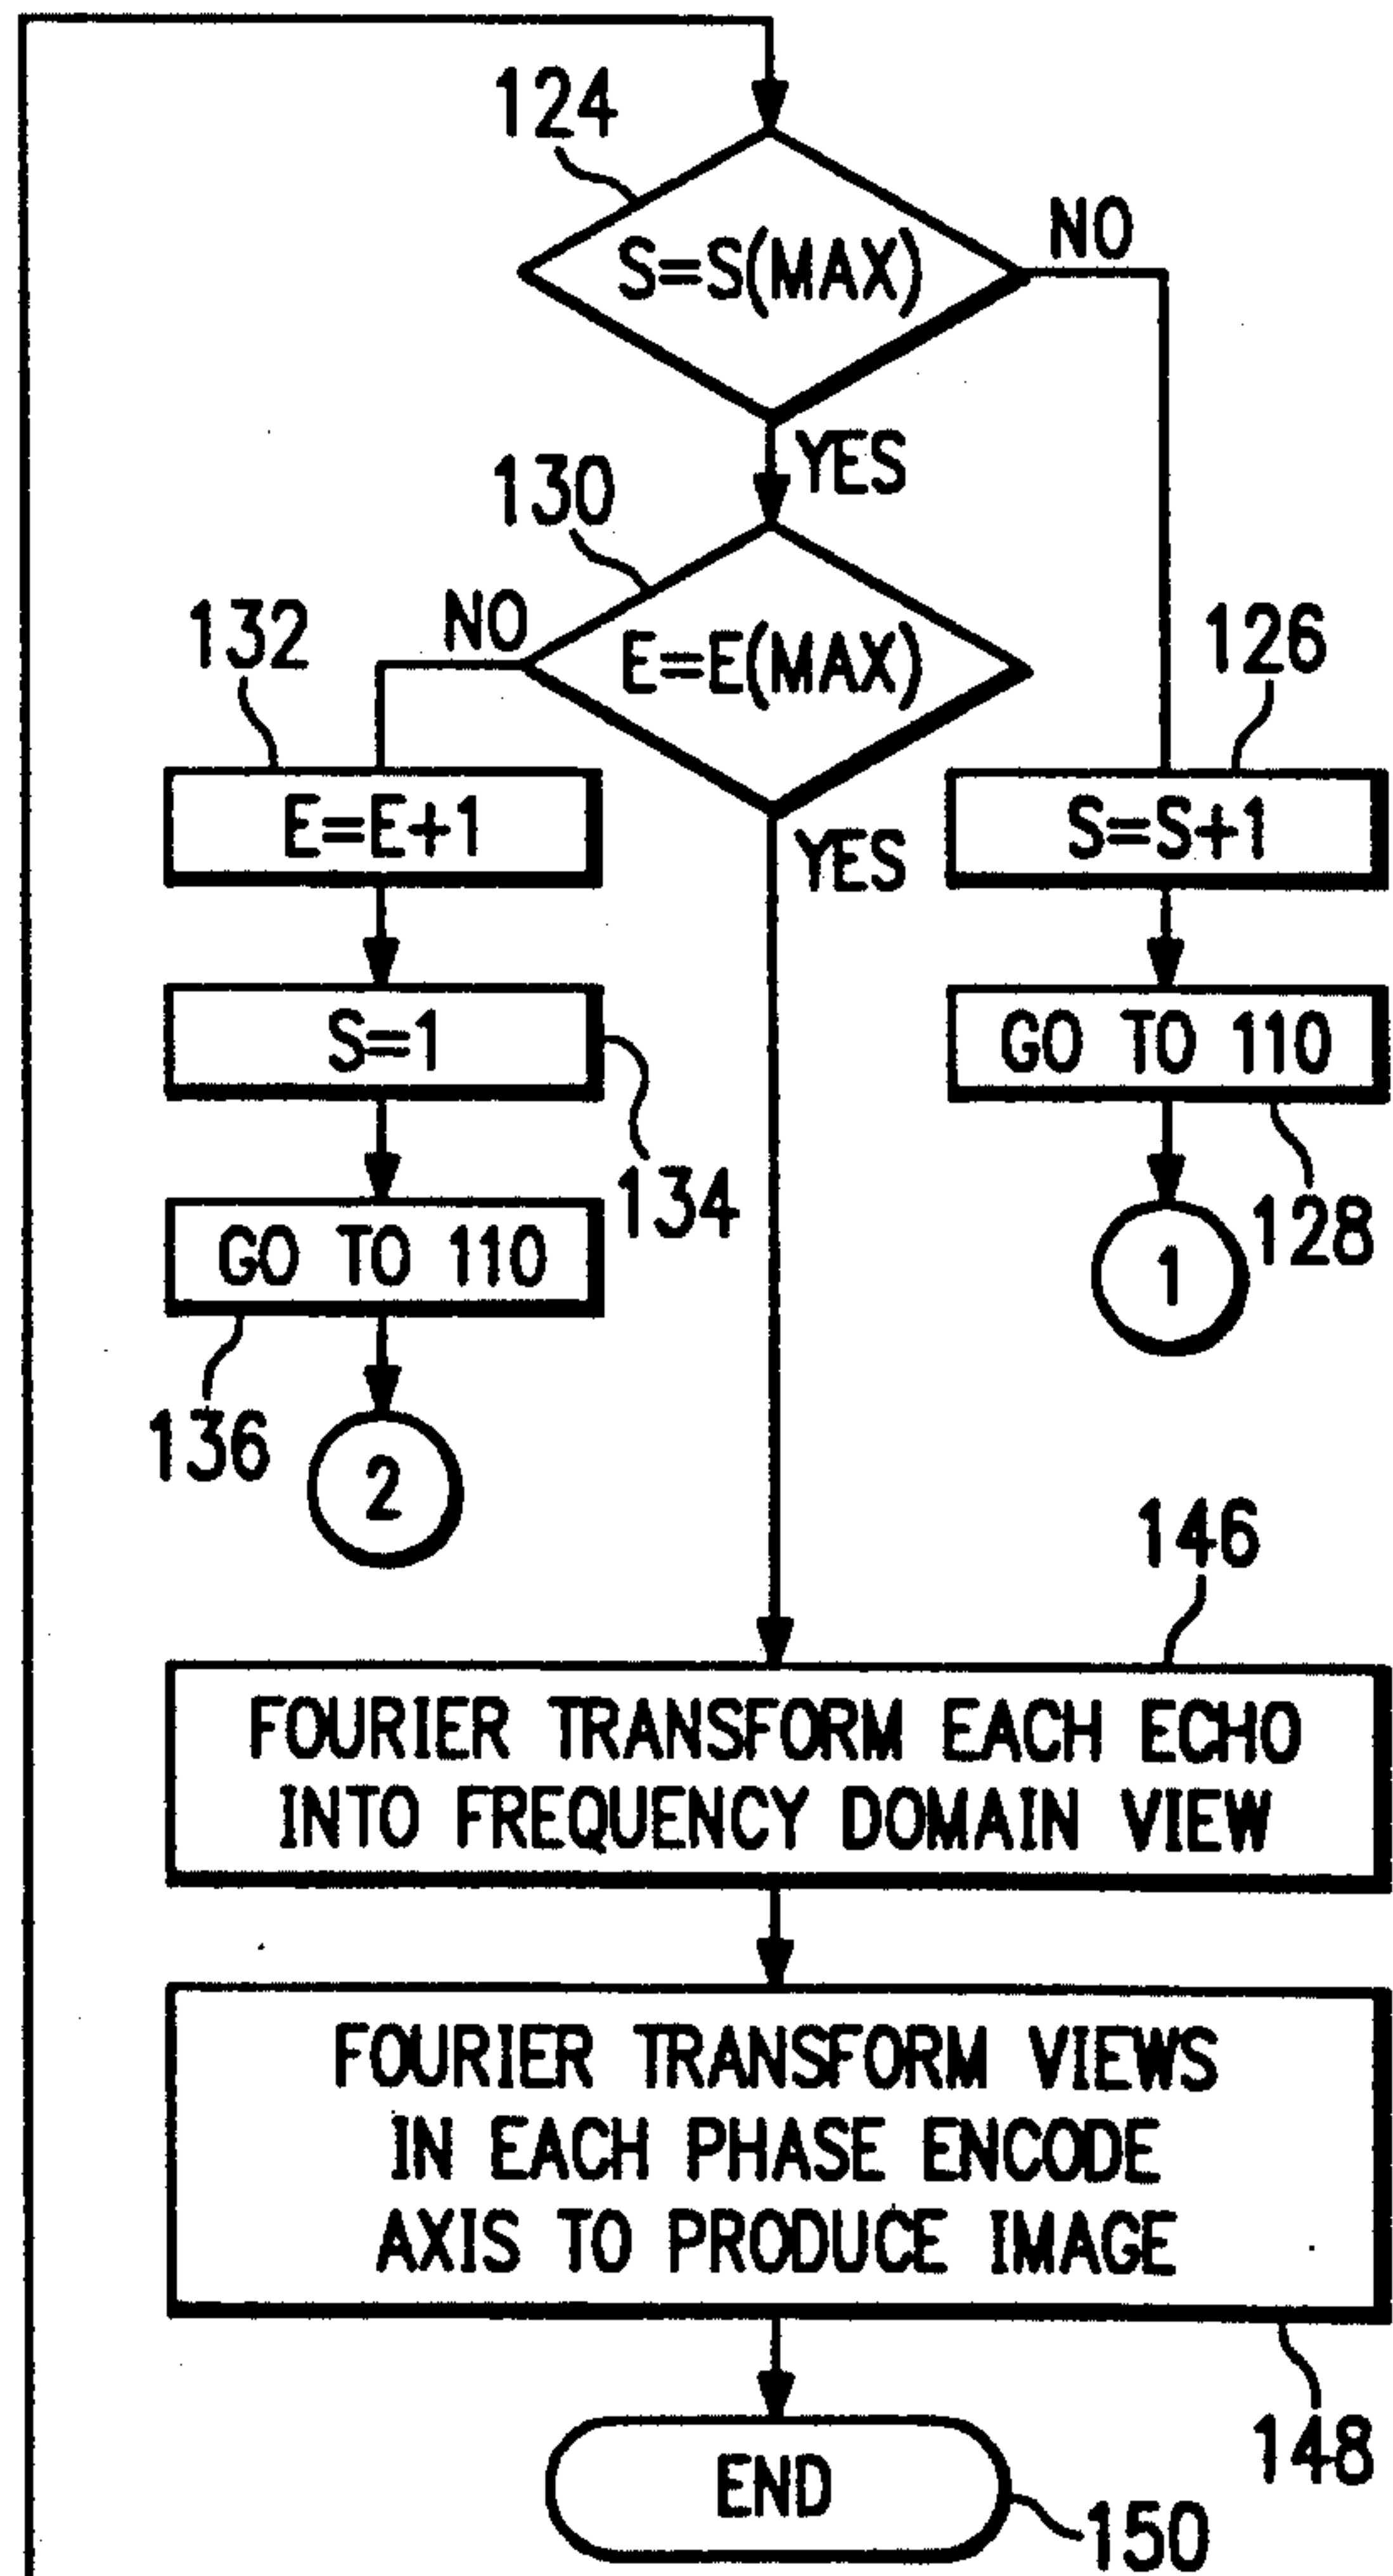 124
S=S(MAX)
NO
YES
130
NO
E=E(MAX)
YES
132
E=E+1
126
S=S+1
S=1
134
GO TO 110
128
1
GO TO 110
136
2
146
FOURIER TRANSFORM EACH ECHO
INTO FREQUENCY DOMAIN VIEW
FOURIER TRANSFORM VIEWS
IN EACH PHASE ENCODE
AXIS TO PRODUCE IMAGE
148
END
150